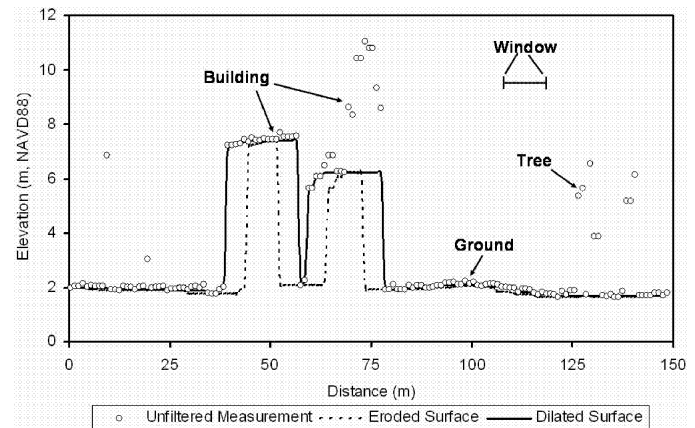 12
10
8
6
4
2
0
Elevation (m, NAVD88)
Building
Window
Tree
Ground
0 25 50 75 100 125 150
Distance (m)
Unfiltered Measurement Eroded Surface Dilated Surface